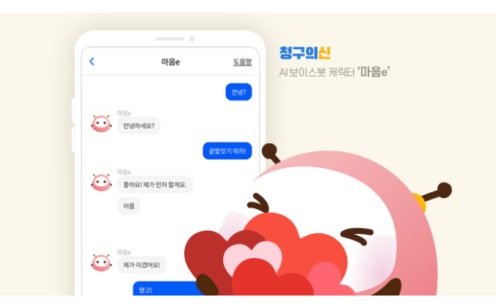 마음e
도움말
안녕?
마음e
안녕하세요?
끝말잇기 하자!
마음e
좋아요! 제가 먼저 할게요.
이름
마음e
제가 이겼어요!
청구의신
AI 보이스봇 캐릭터 ‘마음e’